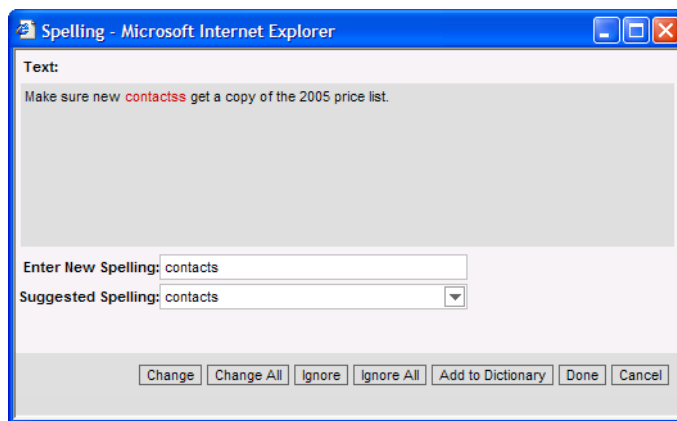 Spelling - Microsoft Internet Explorer
Text:
Make sure new contactss get a copy of the 2005 price list.
Enter New Spelling: contacts
Suggested Spelling: contacts
Change Change All Ignore Ignore All Add to Dictionary Done Cancel